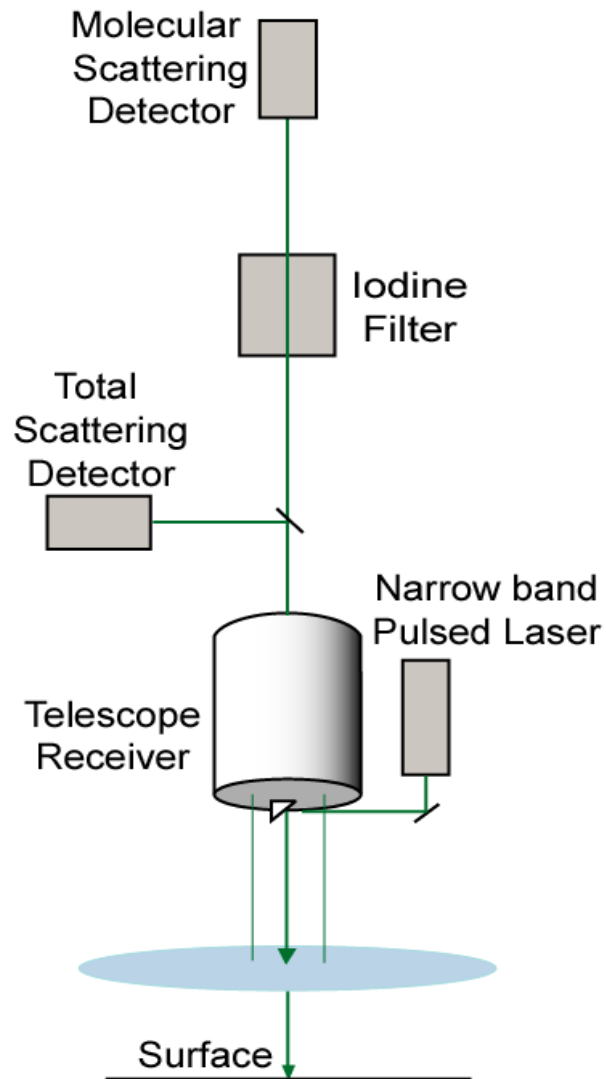 Molecular
Scattering
Detector
Iodine
Filter
Total
Scattering
Detector
Narrow band
Pulsed Laser
Telescope
Receiver
Surface